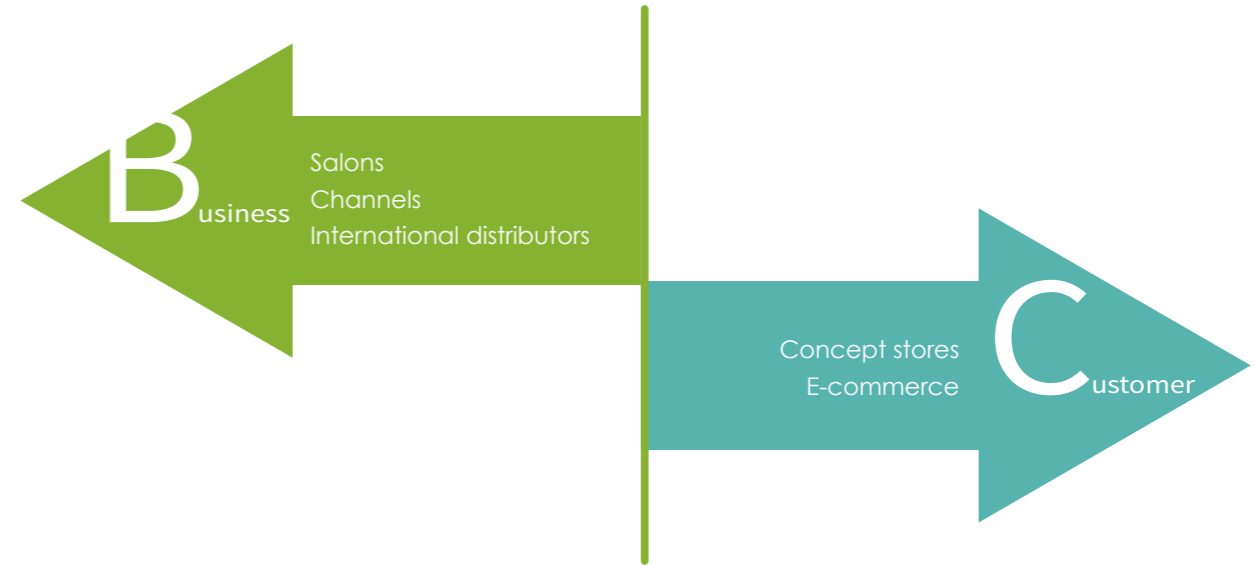 Business
Salons
Channels
International distributors
Concept stores
E-commerce
Customer